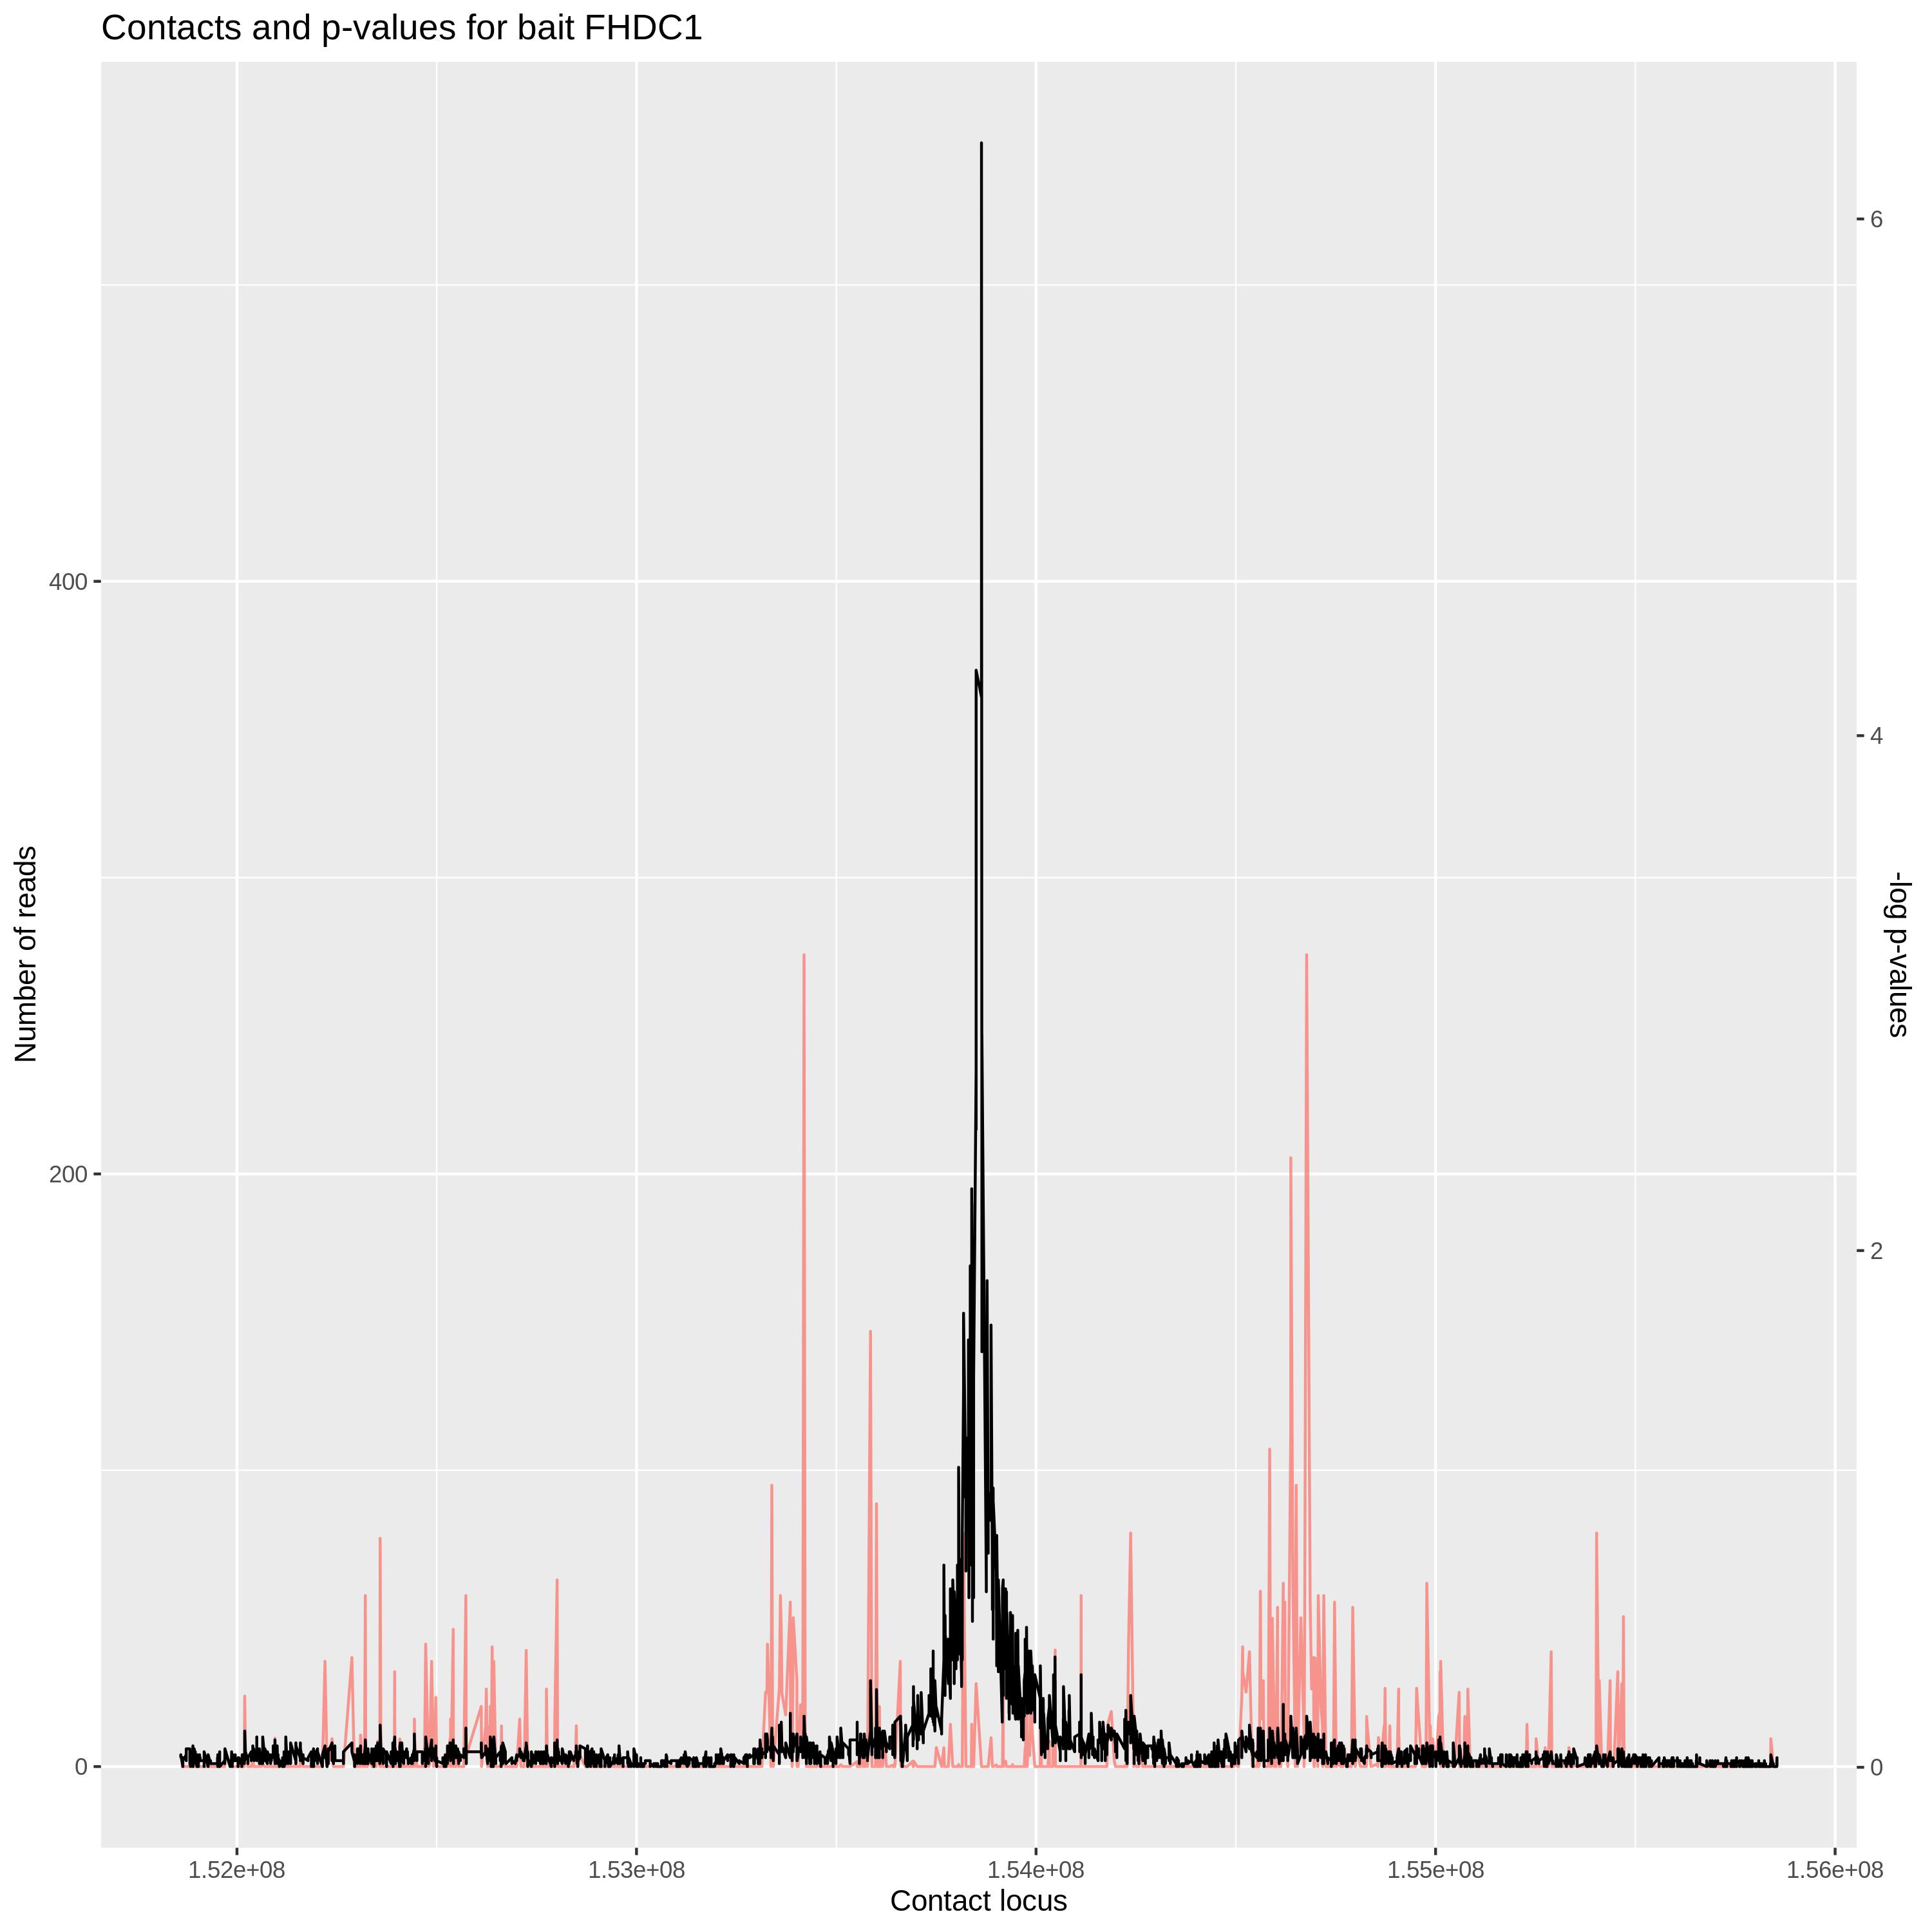 Contacts and p-values for bait FHDC1
Number of reads
400
200
0
6
4
2
0
-log p-values
1.52e+08
1.53e+08
1.54e+08
1.55e+08
1.56e+08
Contact locus